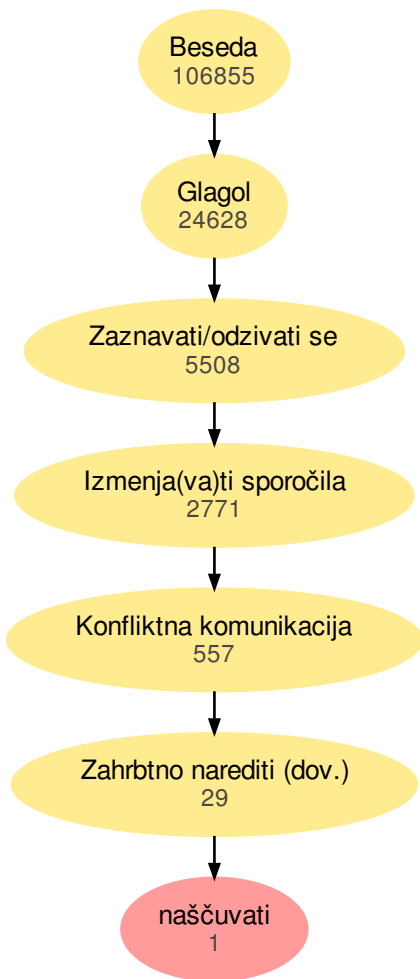 Beseda
106855
Glagol
24628
Zaznavati/odzivati se
5508
Izmenja(va)ti sporočila
2771
Konfliktna komunikacija
557
Zahrbtno narediti (dov.)
29
naščuvati
1